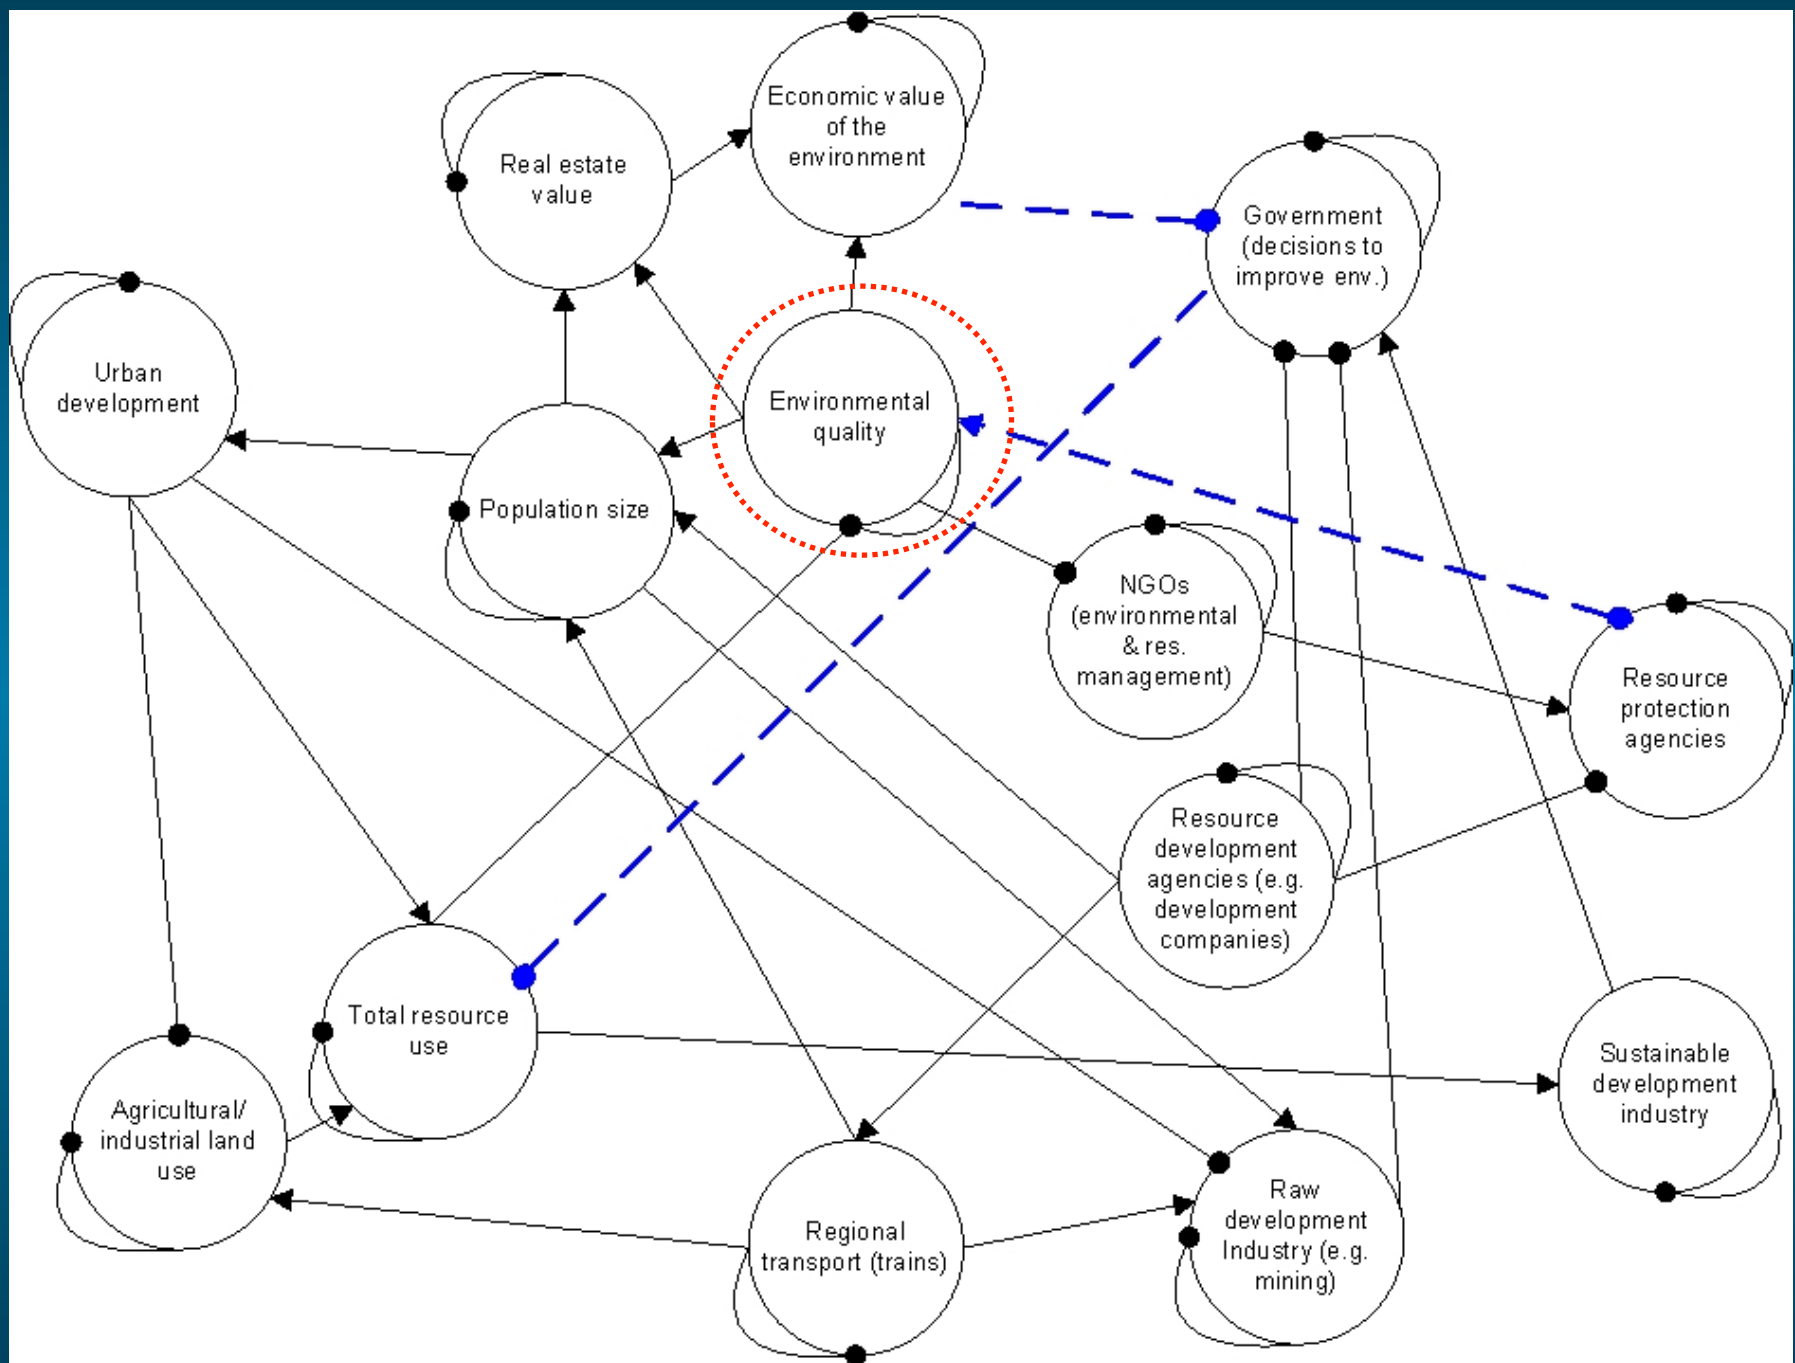 Economic value
of the
environment
Real estate
value
Government
(decisions to
improve env.)
Urban
development
Environmental
quality
Population size
NGOs
(environmental
& res.
management)
Resource
protection
agencies
Resource
development
agencies (e.g.
development
companies)
Total resource
use
Sustainable
development
industry
Agricultural/
industrial land
use
Regional
transport (trains)
Raw
development
Industry (e.g.
mining)